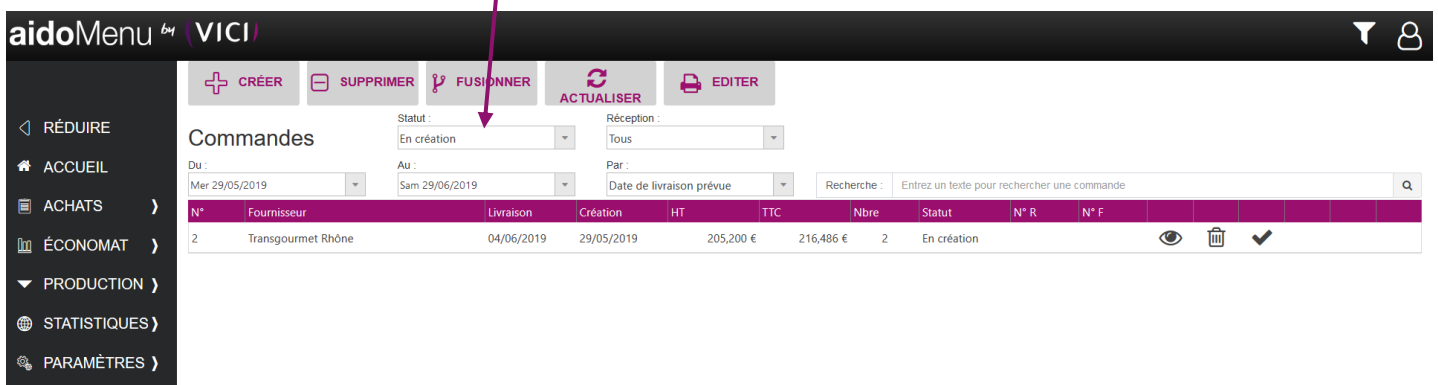 aidoMenu by (VICI)
CRÉER SUPPRIMER FUSIONNER ACTUALISER EDITER
RÉDUIRE
ACCUEIL
ACHATS
ÉCONOMAT
PRODUCTION
STATISTIQUES
PARAMÈTRES
Commandes
Statut :
En création
Réception :
Tous
Du :
Mer 29/05/2019
Au :
Sam 29/06/2019
Par :
Date de livraison prévue
Recherche : Entrez un texte pour rechercher une commande
N° Fournisseur Livraison Création HT TTC Nbre Statut N° R N° F
2 Transgourmet Rhône 04/06/2019 29/05/2019 205,200 € 216,486 € 2 En création